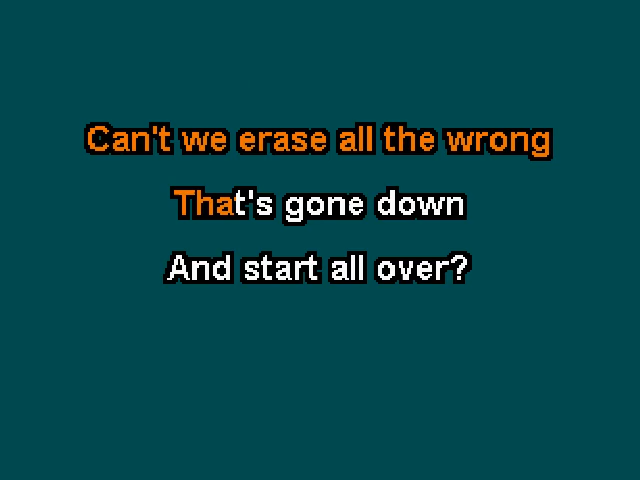 Can't we erase all the wrong
That's gone down
And start all over?